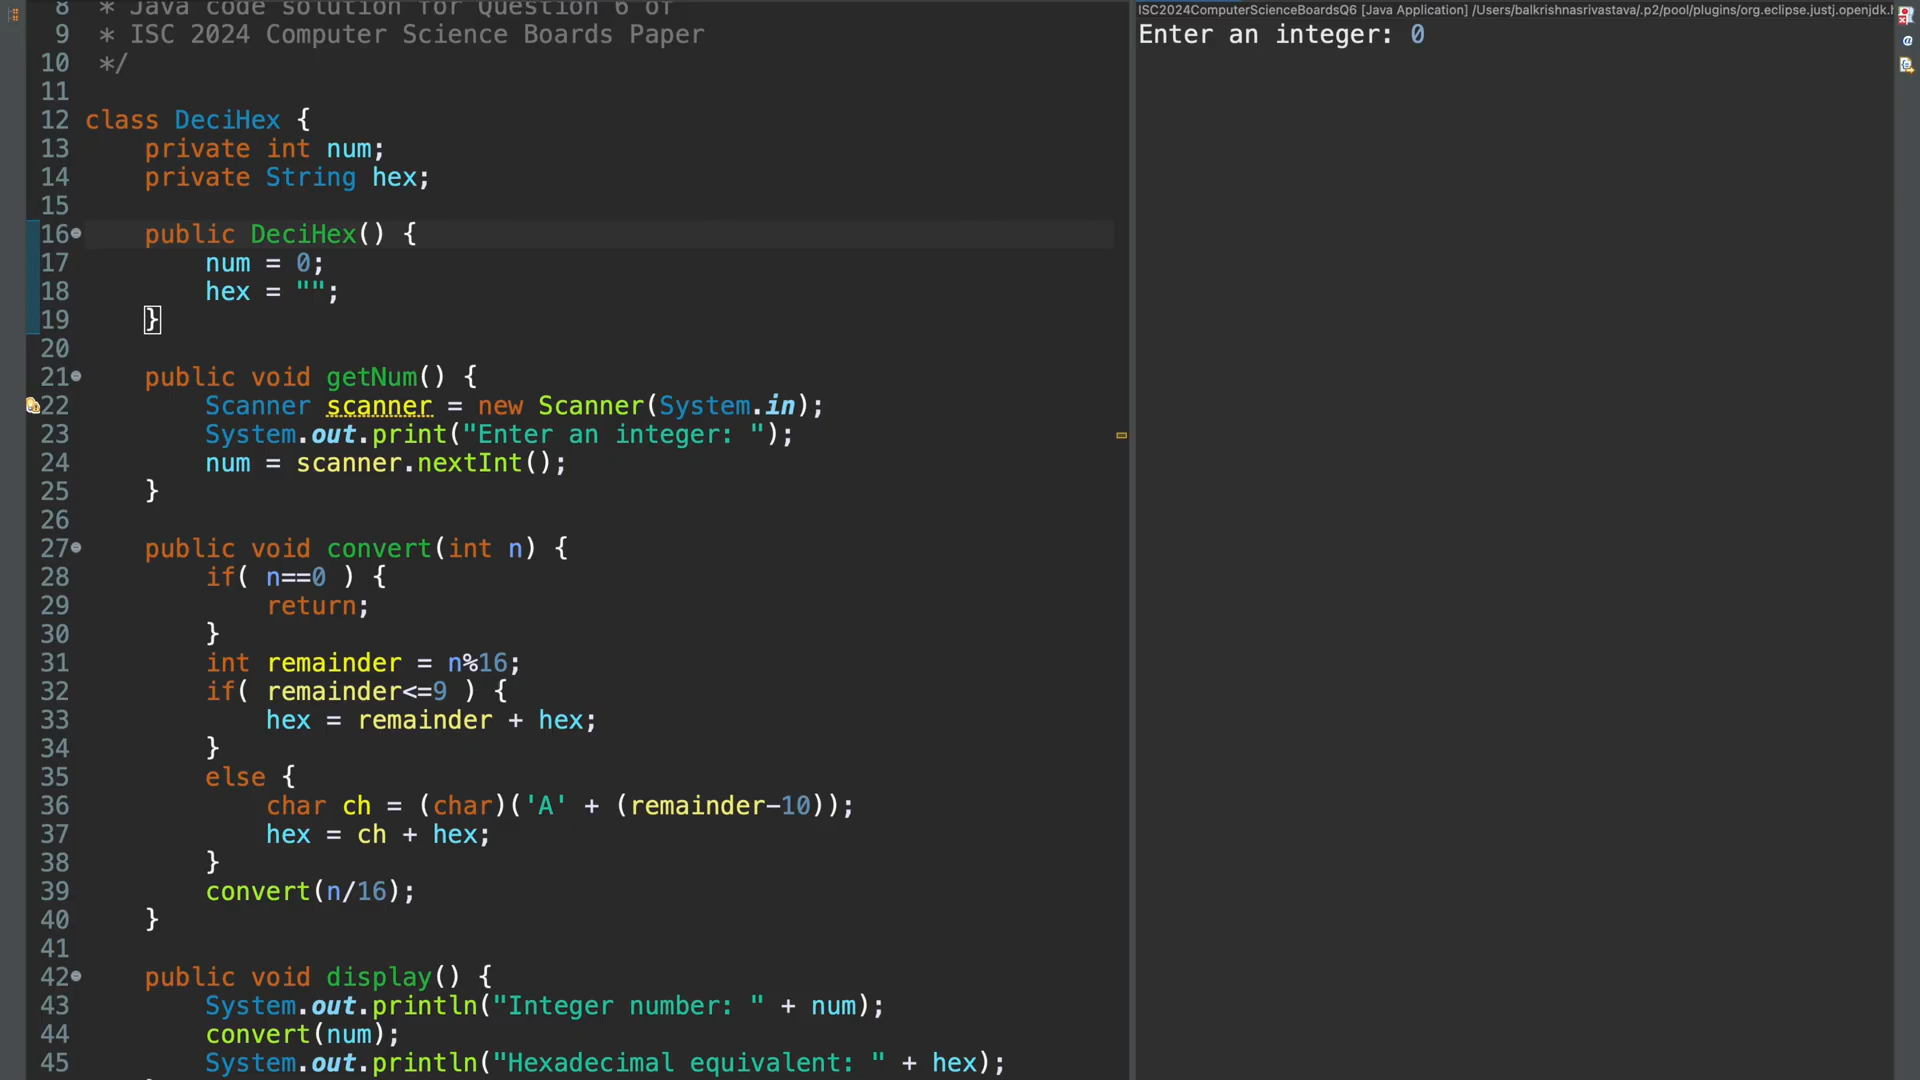 8 * Java code solution for Question 6 of
9 * ISC 2024 Computer Science Boards Paper
10 */
11
12 class DeciHex {
13 private int num;
14 private String hex;
15
16 public DeciHex() {
17 num = 0;
18 hex = "";
19 }
20
21 public void getNum() {
22 Scanner scanner = new Scanner(System.in);
23 System.out.print("Enter an integer: ");
24 num = scanner.nextInt();
25 }
26
27 public void convert(int n) {
28 if( n==0 ) {
29 return;
30 }
31 int remainder = n%16;
32 if( remainder<=9 ) {
33 hex = remainder + hex;
34 }
35 else {
36 char ch = (char)('A' + (remainder-10));
37 hex = ch + hex;
38 }
39 convert(n/16);
40 }
41
42 public void display() {
43 System.out.println("Integer number: " + num);
44 convert(num);
45 System.out.println("Hexadecimal equivalent: " + hex);
ISC2024ComputerScienceBoardsQ6 [Java Application] /Users/balkrishnasrivastava/.p2/pool/plugins/org.eclipse.justj.openjdk.
Enter an integer: 0